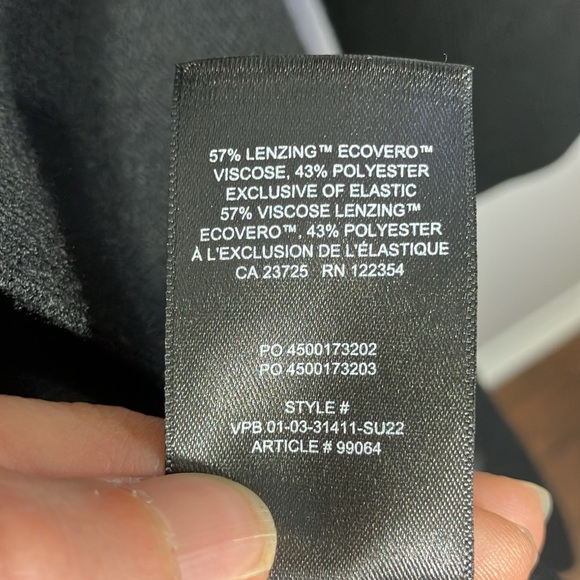 57% LENZING™ ECOVERO™
VISCOSE, 43% POLYESTER
EXCLUSIVE OF ELASTIC
57% VISCOSE LENZING™
ECOVERO™, 43% POLYESTER
À L'EXCLUSION DE L'ÉLASTIQUE
CA 23725 RN 122354
PO 4500173202
PO 4500173203
STYLE #
VPB.01-03-31411-SU22
ARTICLE # 99064